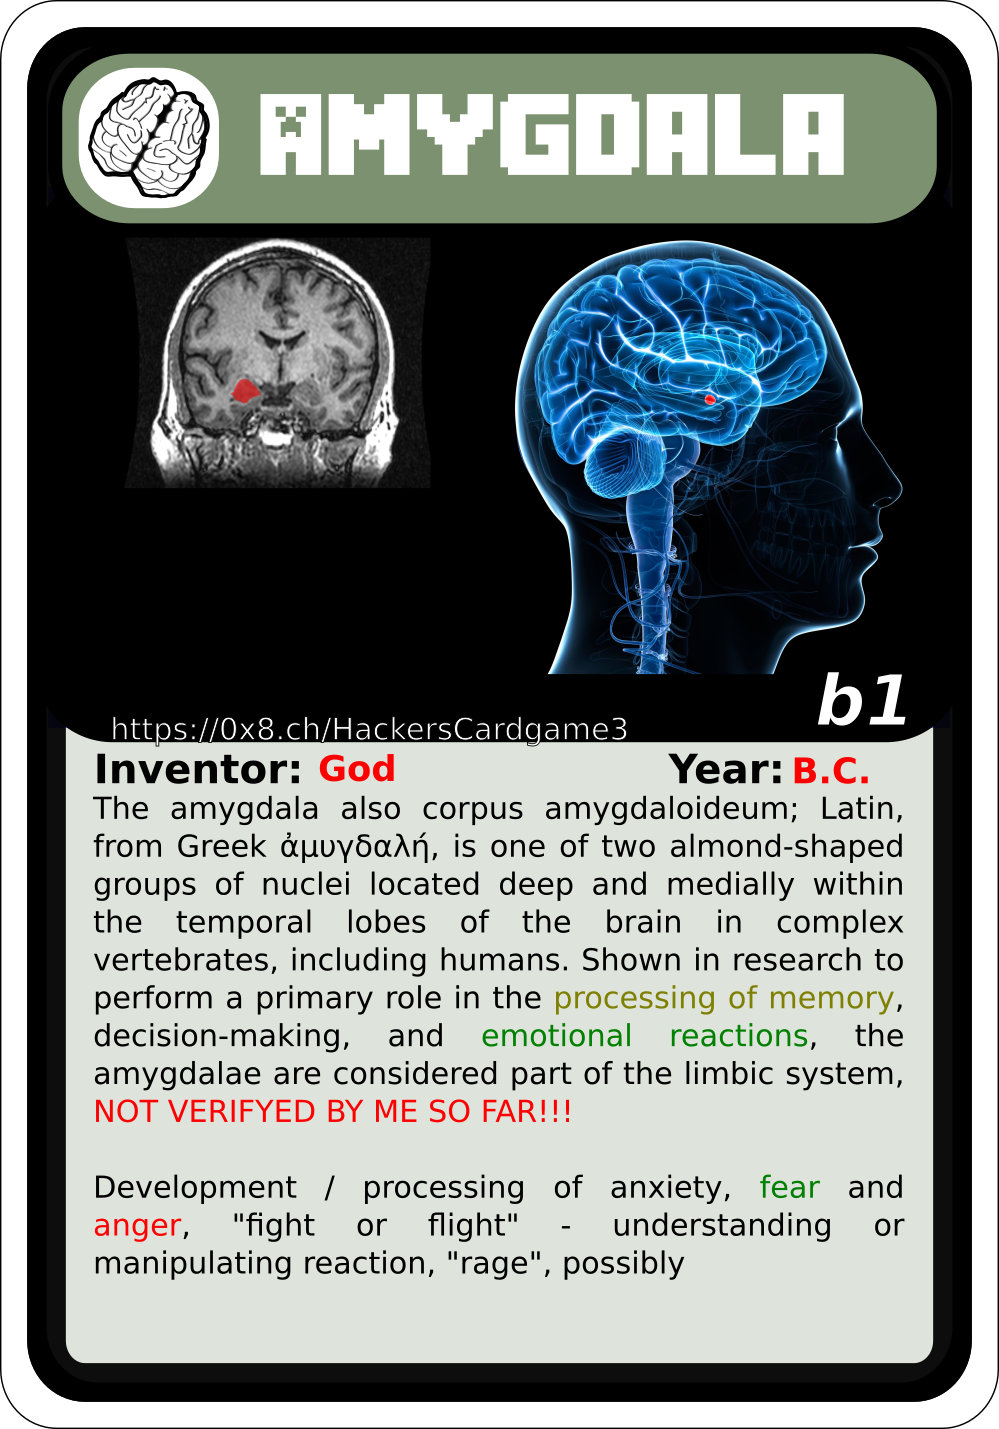 AMYGDALA
b1
https://0x8.ch/HackersCardgame3
Inventor: God Year: B.C.
The amygdala also corpus amygdaloideum; Latin,
from Greek ἀμυγδαλή, is one of two almond-shaped
groups of nuclei located deep and medially within
the temporal lobes of the brain in complex
vertebrates, including humans. Shown in research to
perform a primary role in the processing of memory,
decision-making, and emotional reactions, the
amygdalae are considered part of the limbic system,
NOT VERIFYED BY ME SO FAR!!!
Development / processing of anxiety, fear and
anger, "fight or flight" - understanding or
manipulating reaction, "rage", possibly